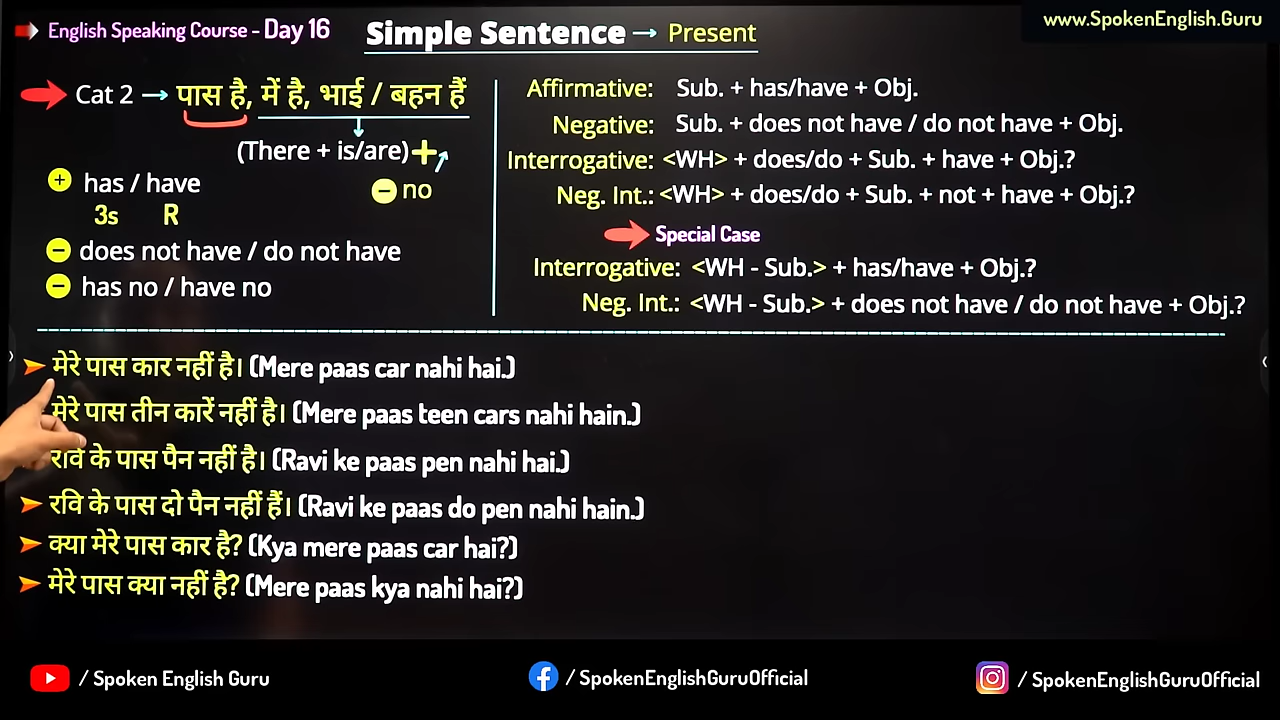 English Speaking Course - Day 16
Simple Sentence → Present
www.SpokenEnglish.Guru
Cat 2 → पास है, में है, भाई / बहन हैं
(There + is/are) +
− no
+ has / have
3s R
− does not have / do not have
− has no / have no
Affirmative: Sub. + has/have + Obj.
Negative: Sub. + does not have / do not have + Obj.
Interrogative: <WH> + does/do + Sub. + have + Obj.?
Neg. Int.: <WH> + does/do + Sub. + not + have + Obj.?
Special Case
Interrogative: <WH - Sub.> + has/have + Obj.?
Neg. Int.: <WH - Sub.> + does not have / do not have + Obj.?
मेरे पास कार नहीं है। (Mere paas car nahi hai.)
मेरे पास तीन कारें नहीं है। (Mere paas teen cars nahi hain.)
रवि के पास पैन नहीं है। (Ravi ke paas pen nahi hai.)
रवि के पास दो पैन नहीं हैं। (Ravi ke paas do pen nahi hain.)
क्या मेरे पास कार है? (Kya mere paas car hai?)
मेरे पास क्या नहीं है? (Mere paas kya nahi hai?)
/ Spoken English Guru
/ SpokenEnglishGuruOfficial
/ SpokenEnglishGuruOfficial